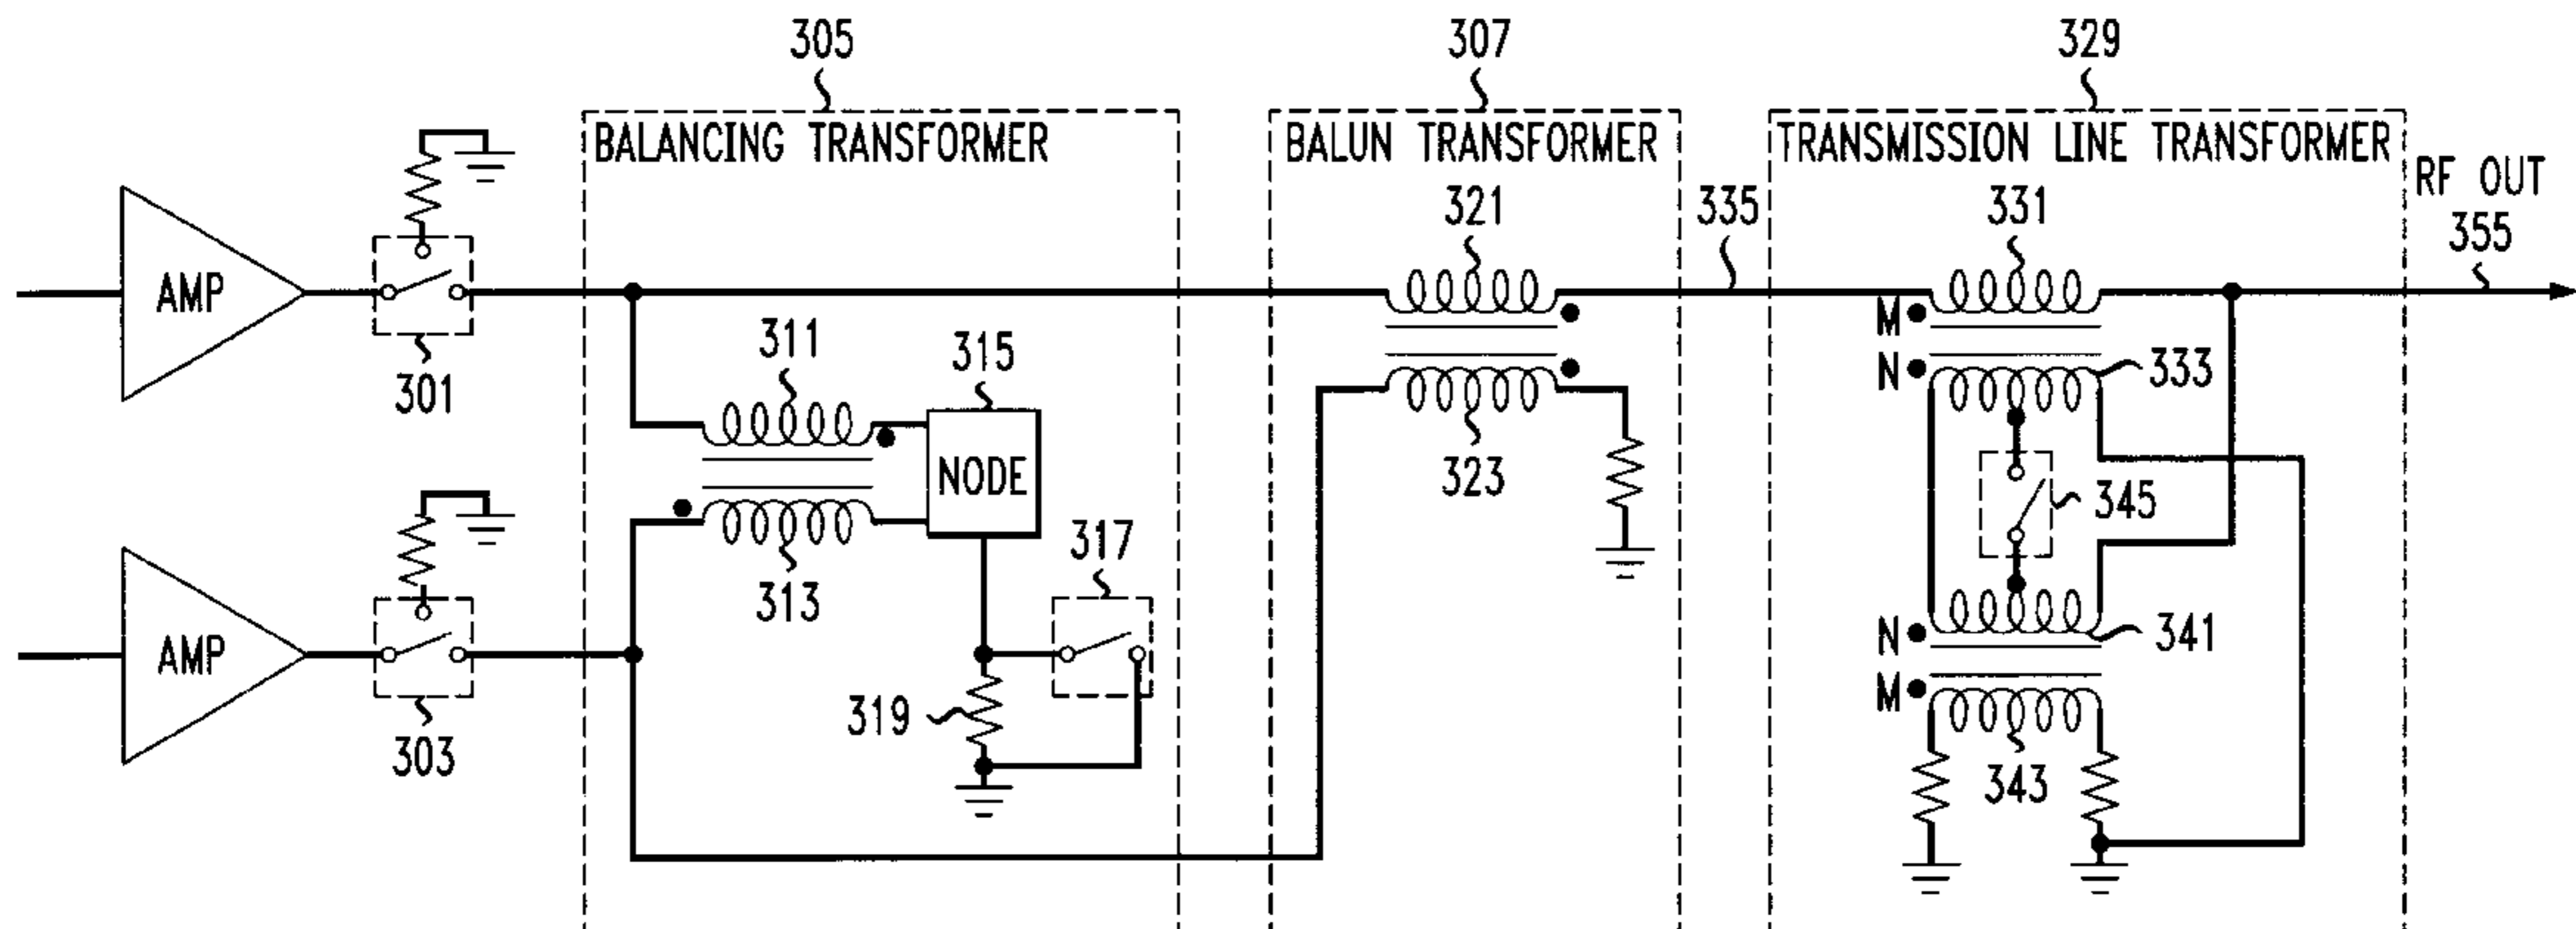 305
307
329
BALANCING TRANSFORMER
BALUN TRANSFORMER
TRANSMISSION LINE TRANSFORMER
RF OUT
355
321
335
331
AMP
301
M
N
333
311
315
NODE
323
345
313
317
AMP
303
319
N
341
M
343